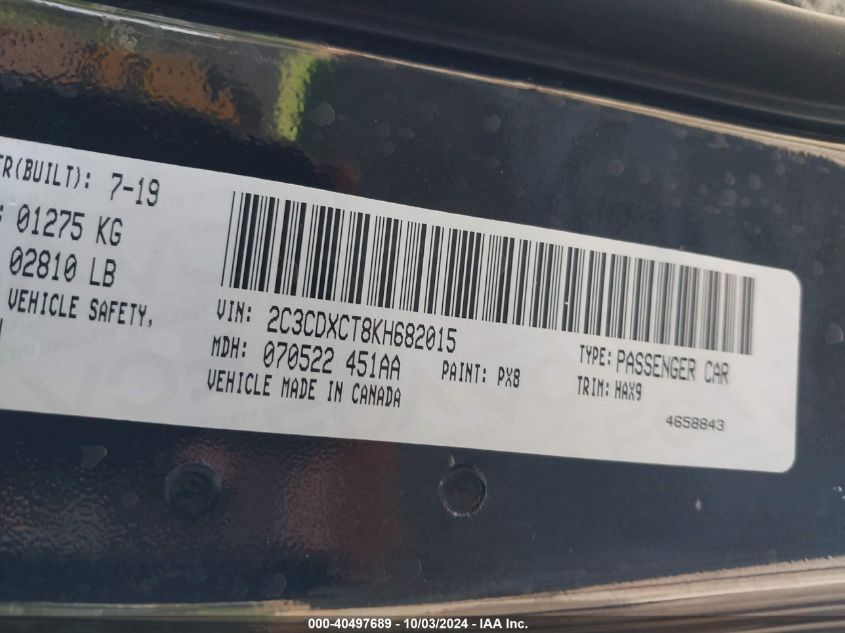 TR(BUILT): 7-19
01275 KG
02810 LB
VEHICLE SAFETY,
VIN: 2C3CDXCT8KH682015
MDH: 070522 451AA
PAINT: PX8
VEHICLE MADE IN CANADA
TYPE: PASSENGER CAR
TRIM: HAX9
4658843
000-40497689 - 10/03/2024 - IAA Inc.